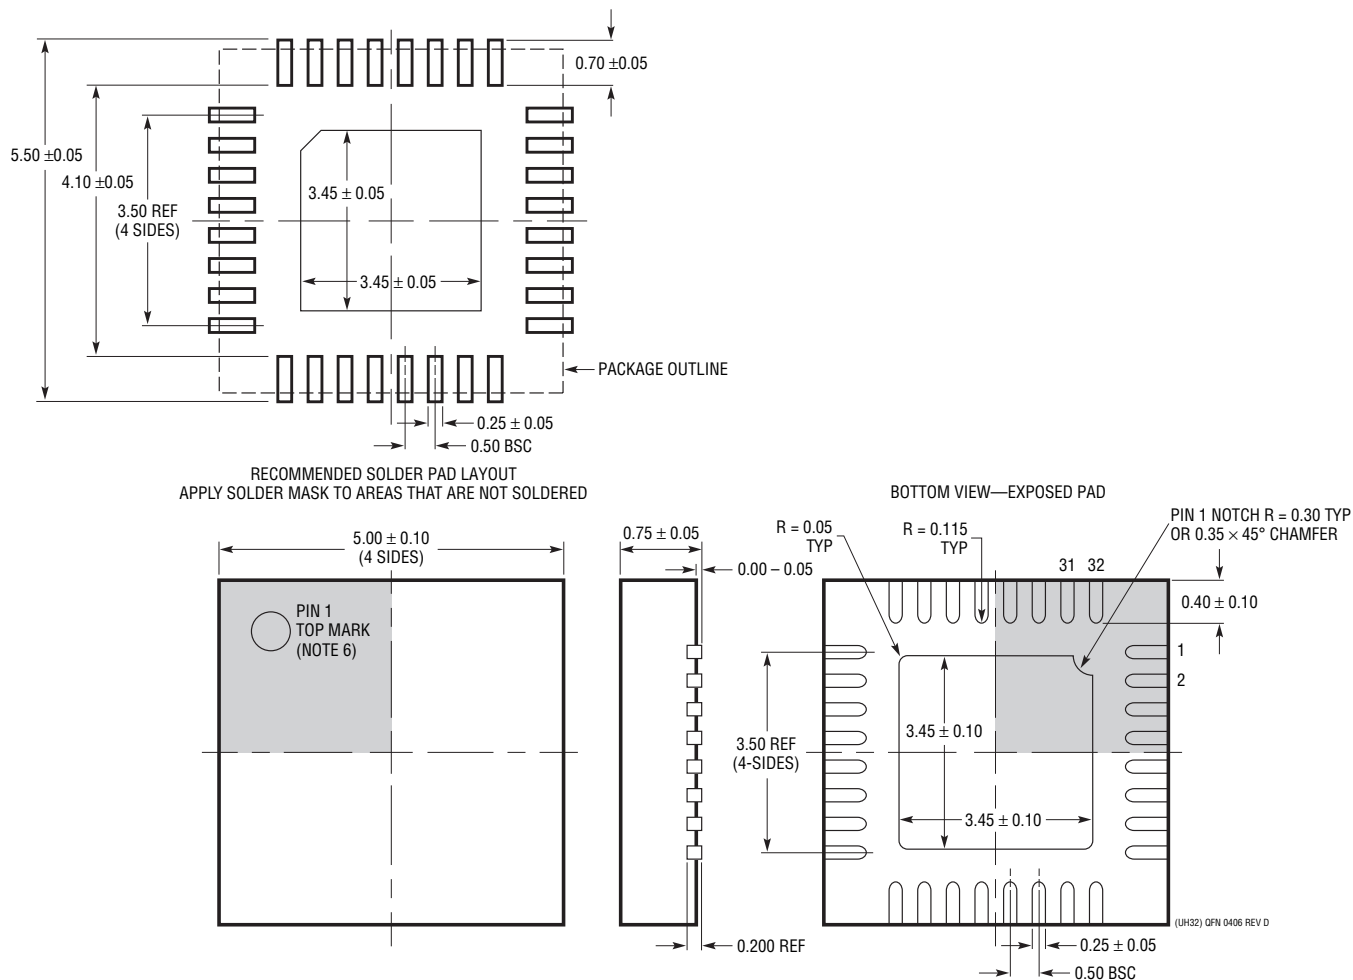 0.70 ±0.05
5.50 ±0.05
4.10 ±0.05
3.45 ± 0.05
3.50 REF
(4 SIDES)
3.45 ± 0.05
PACKAGE OUTLINE
0.25 ± 0.05
0.50 BSC
RECOMMENDED SOLDER PAD LAYOUT
APPLY SOLDER MASK TO AREAS THAT ARE NOT SOLDERED
BOTTOM VIEW—EXPOSED PAD
5.00 ± 0.10
(4 SIDES)
0.75 ± 0.05
R = 0.05
TYP
R = 0.115
TYP
PIN 1 NOTCH R = 0.30 TYP
OR 0.35 × 45° CHAMFER
0.00 – 0.05
31 32
0.40 ± 0.10
PIN 1
TOP MARK
(NOTE 6)
1
2
3.45 ± 0.10
3.50 REF
(4-SIDES)
3.45 ± 0.10
(UH32) QFN 0406 REV D
0.200 REF
0.25 ± 0.05
0.50 BSC